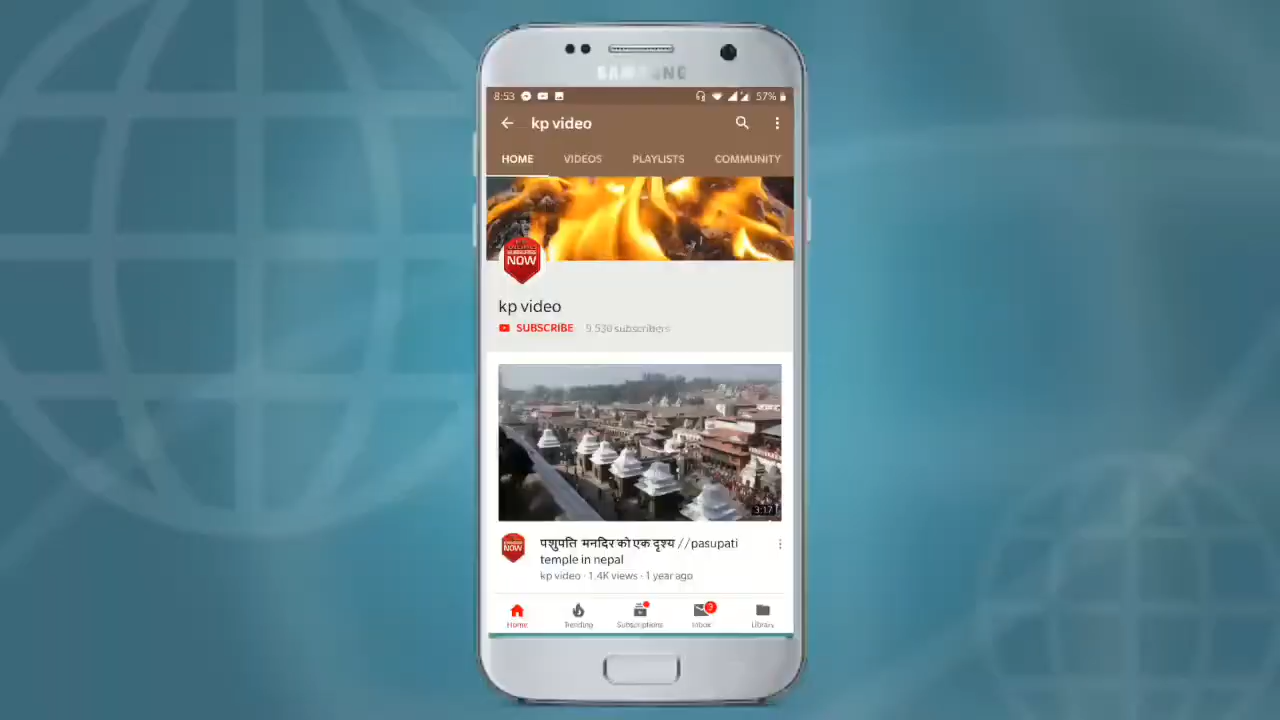 SAMSUNG
8:53
57%
kp video
HOME VIDEOS PLAYLISTS COMMUNITY
SUBSCRIBE
NOW
kp video
SUBSCRIBE 9,530 subscribers
3:17
NOW
पशुपति मनदिर को एक दृश्य //pasupati
temple in nepal
kp video · 1.4K views · 1 year ago
Home Trending Subscriptions Inbox Library